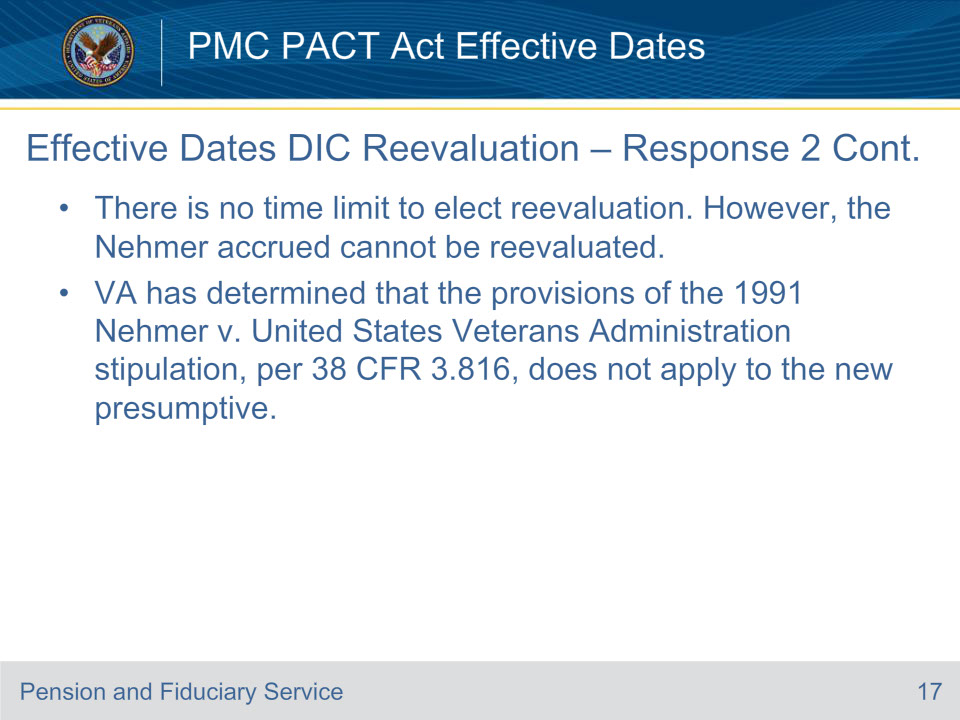 PMC PACT Act Effective Dates
Effective Dates DIC Reevaluation – Response 2 Cont.
• There is no time limit to elect reevaluation. However, the
Nehmer accrued cannot be reevaluated.
• VA has determined that the provisions of the 1991
Nehmer v. United States Veterans Administration
stipulation, per 38 CFR 3.816, does not apply to the new
presumptive.
Pension and Fiduciary Service
17